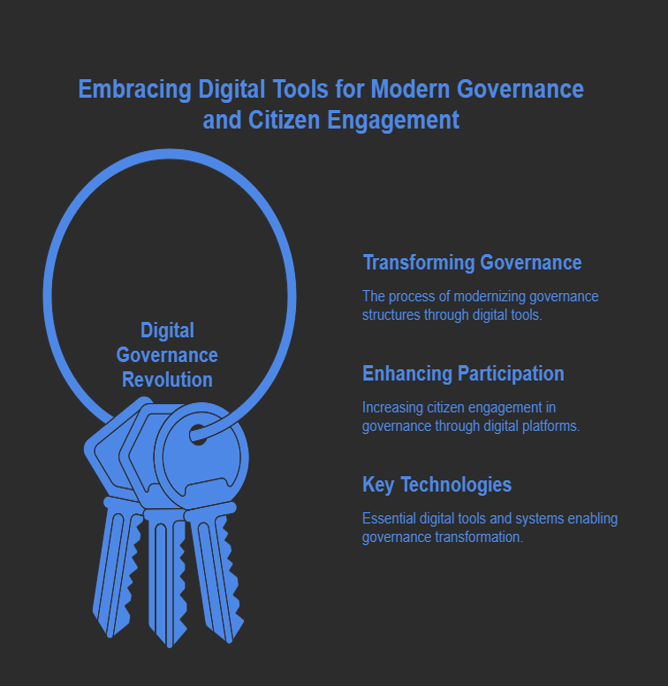 Embracing Digital Tools for Modern Governance
and Citizen Engagement
Digital
Governance
Revolution
Transforming Governance
The process of modernizing governance
structures through digital tools.
Enhancing Participation
Increasing citizen engagement in
governance through digital platforms.
Key Technologies
Essential digital tools and systems enabling
governance transformation.